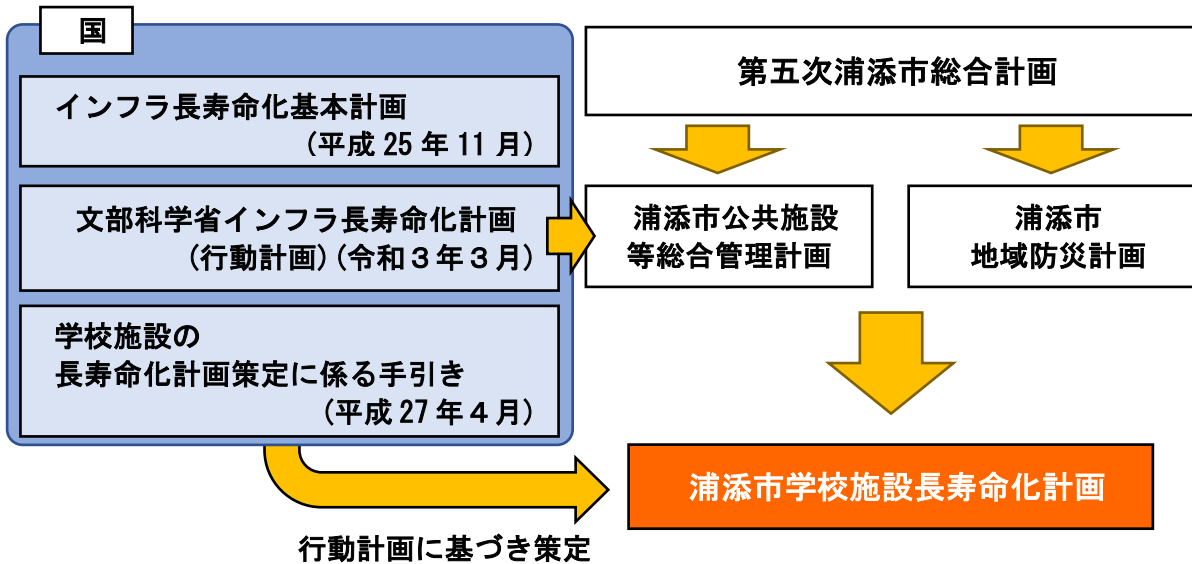 国
インフラ長寿命化基本計画
(平成 25 年 11 月)
文部科学省インフラ長寿命化計画
(行動計画)(令和３年３月)
学校施設の
長寿命化計画策定に係る手引き
(平成 27 年４月)
第五次浦添市総合計画
浦添市公共施設
等総合管理計画
浦添市
地域防災計画
浦添市学校施設長寿命化計画
行動計画に基づき策定